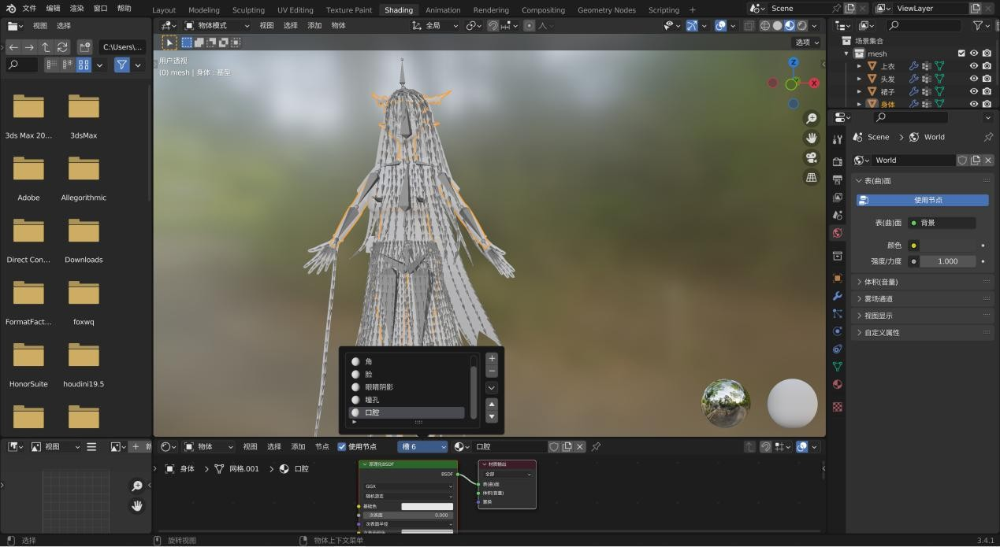 文件 编辑 渲染 窗口 帮助
Layout Modeling Sculpting UV Editing Texture Paint Shading Animation Rendering Compositing Geometry Nodes Scripting +
Scene ViewLayer
视图 选择
物体模式 视图 选择 添加 物体 全局
选项
C:\Users\...
用户透视
(0) mesh | 身体 : 基型
Z
X
3ds Max 20... 3dsMax
Adobe Allegorithmic
Direct Con... Downloads
FormatFact... foxwq
HonorSuite houdini19.5
场景集合
mesh
上衣
头发
裙子
身体
Scene > World
World
表(曲)面
使用节点
表(曲)面 背景
颜色
强度/力度 1.000
体积(音量)
雾场通道
视图显示
自定义属性
角
脸
眼睛阴影
瞳孔
口腔
视图 新
物体 视图 选择 添加 节点 使用节点 槽 6 口腔
身体 > 网格.001 > 口腔
原理化BSDF
BSDF
GGX
随机游走
基础色
次表面 0.000
次表面半径
次表面颜色
材质输出
全部
表(曲)面
体积(音量)
置换
选择 旋转视图 物体上下文菜单 3.4.1